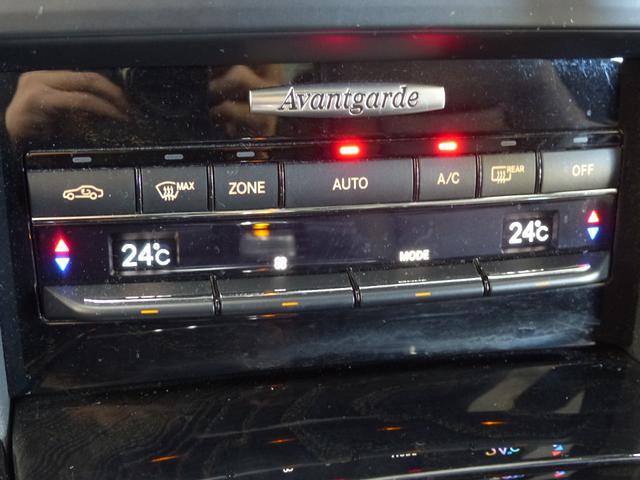 Avantgarde
MAX ZONE AUTO A/C REAR OFF
24°C MODE 24°C